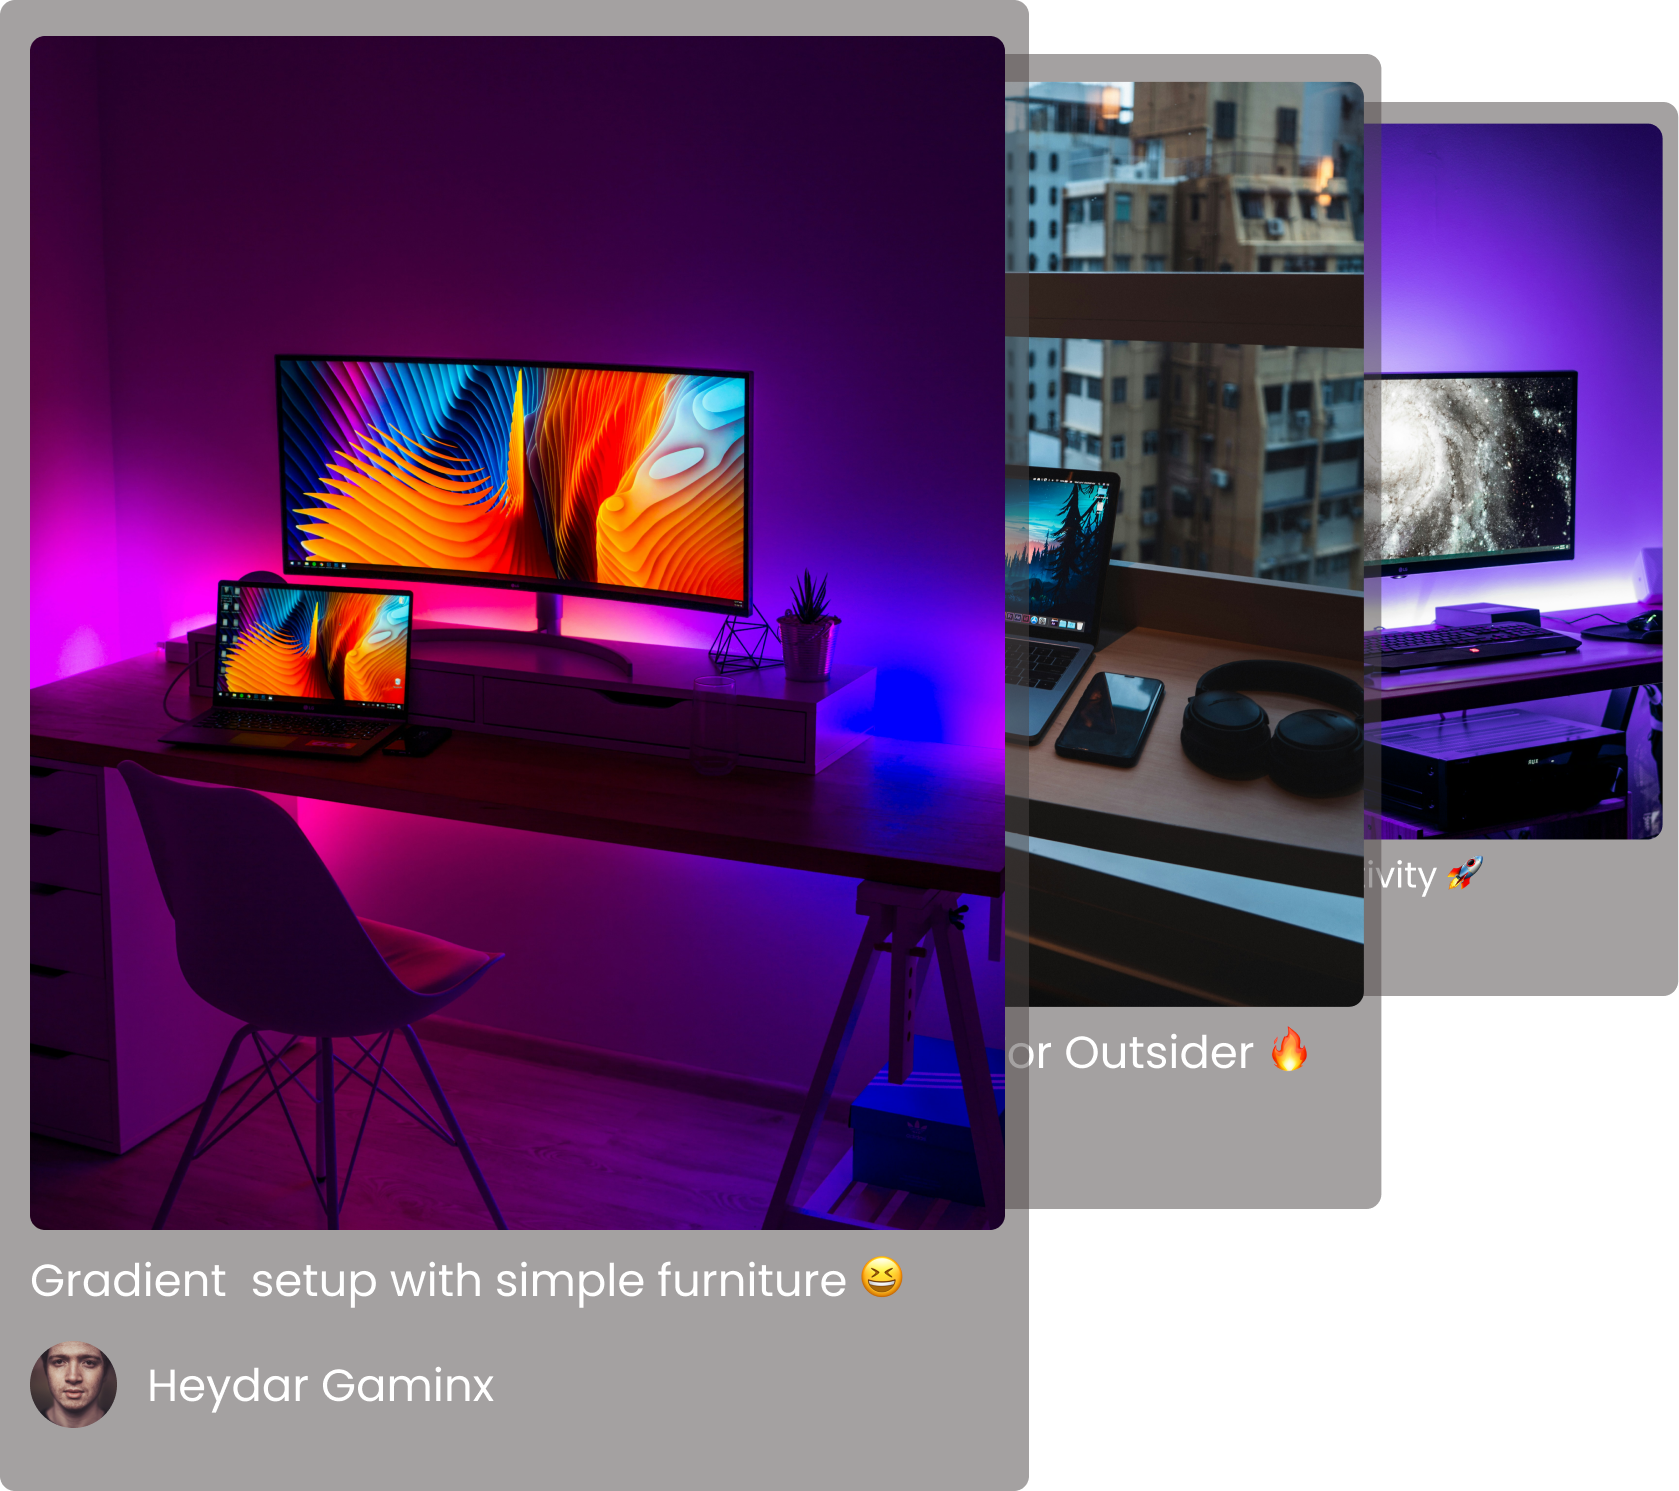 Gradient  setup with simple furniture 😆
Heydar Gaminx
or Outsider 🔥
ivity 🚀